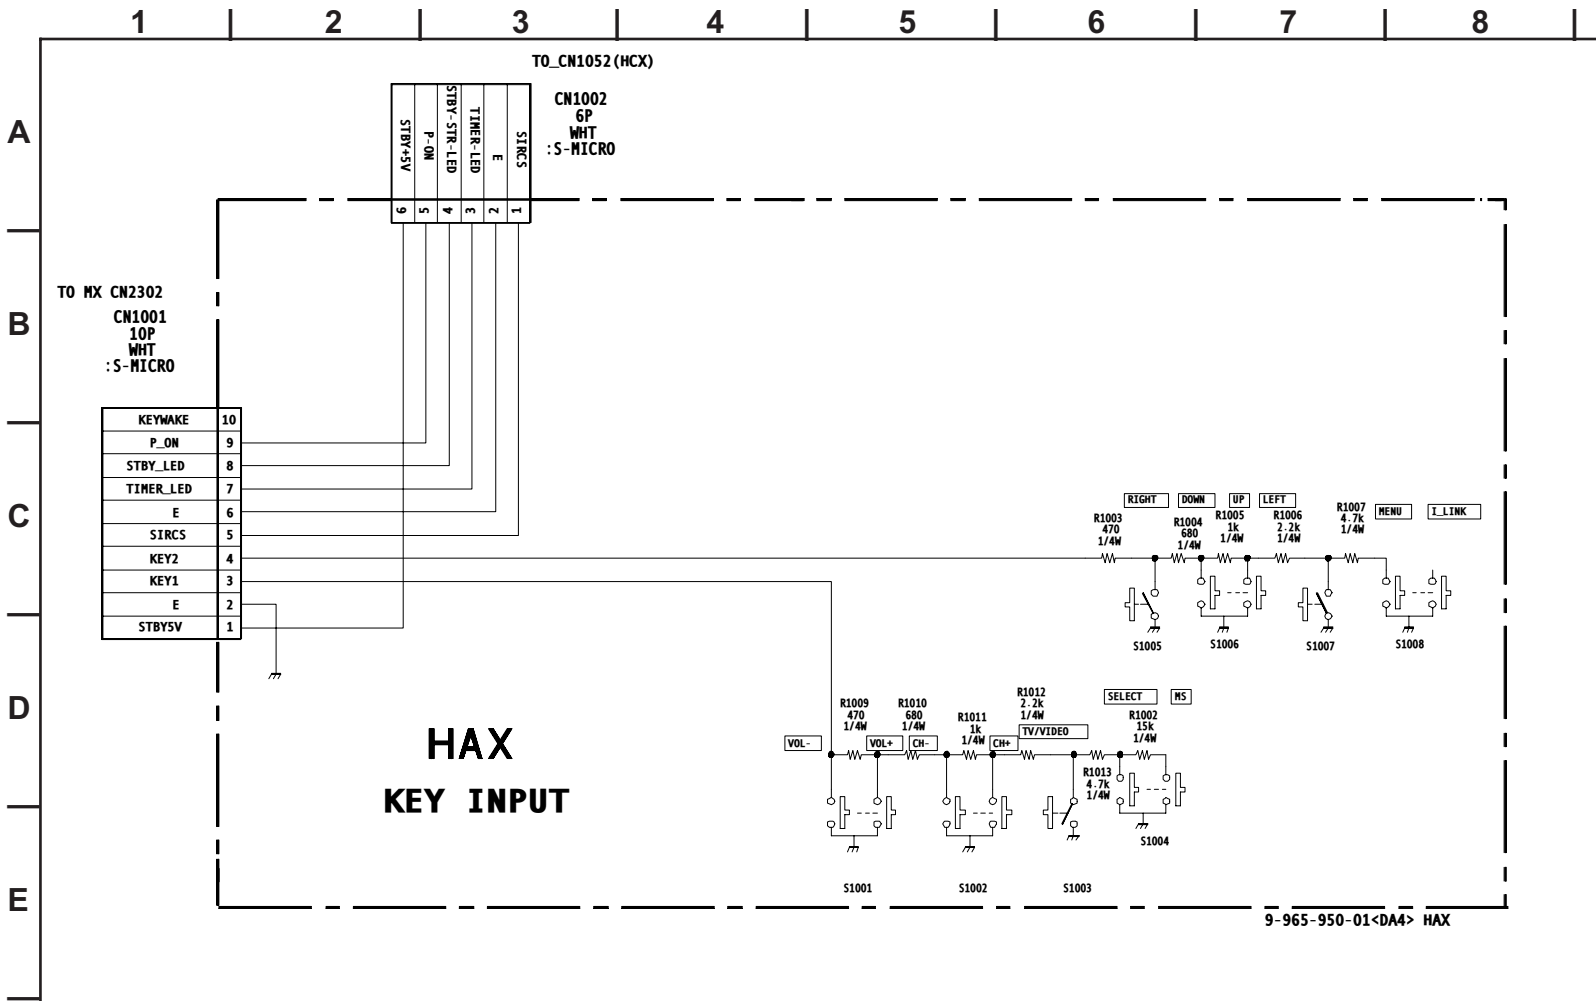 1 2 3 4 5 6 7 8
A
B
C
D
E
TO_CN1052(HCX)
CN1002
6P
WHT
:S-MICRO
STBY+5V
P-ON
STBY-STR-LED
TIMER-LED
E
SIRCS
6 5 4 3 2 1
TO MX CN2302
CN1001
10P
WHT
:S-MICRO
KEYWAKE 10
P_ON 9
STBY_LED 8
TIMER_LED 7
E 6
SIRCS 5
KEY2 4
KEY1 3
E 2
STBY5V 1
RIGHT
DOWN
UP
LEFT
MENU
I_LINK
R1003
470
1/4W
R1004
680
1/4W
R1005
1k
1/4W
R1006
2.2k
1/4W
R1007
4.7k
1/4W
S1005
S1006
S1007
S1008
HAX
KEY INPUT
VOL-
R1009
470
1/4W
VOL+
R1010
680
1/4W
CH-
R1011
1k
1/4W
CH+
R1012
2.2k
1/4W
TV/VIDEO
R1013
4.7k
1/4W
SELECT
MS
R1002
15k
1/4W
S1001
S1002
S1003
S1004
9-965-950-01<DA4> HAX